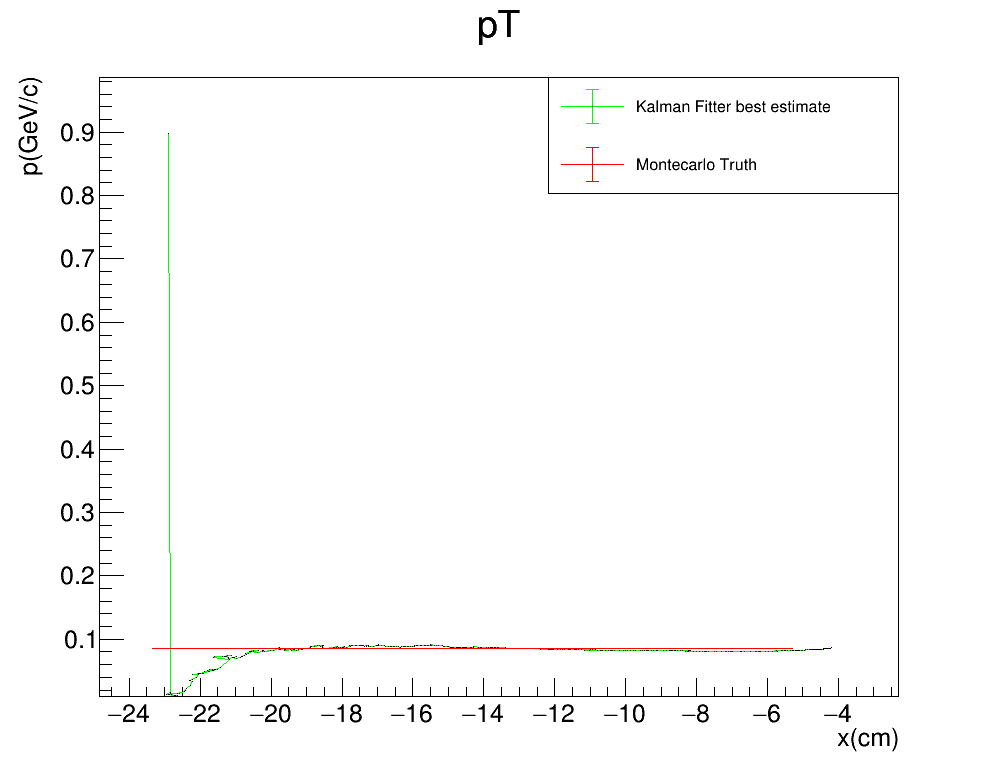 pT
p(GeV/c)
Kalman Fitter best estimate
Montecarlo Truth
0.9
0.8
0.7
0.6
0.5
0.4
0.3
0.2
0.1
−24 −22 −20 −18 −16 −14 −12 −10 −8 −6 −4
x(cm)